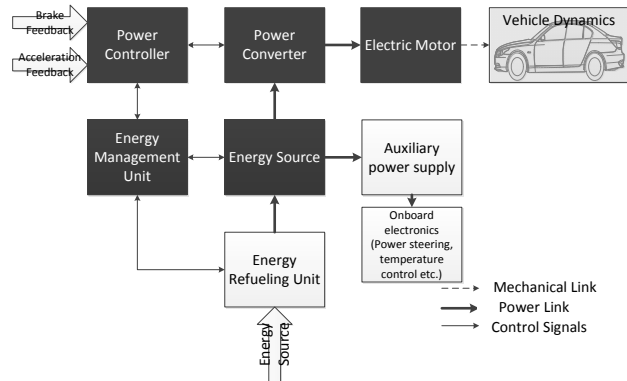 Brake
Feedback
Acceleration
Feedback
Power
Controller
Power
Converter
Electric Motor
Vehicle Dynamics
Energy
Management
Unit
Energy Source
Auxiliary
power supply
Onboard
electronics
(Power steering,
temperature
control etc.)
Energy
Refueling Unit
Energy
Source
Mechanical Link
Power Link
Control Signals